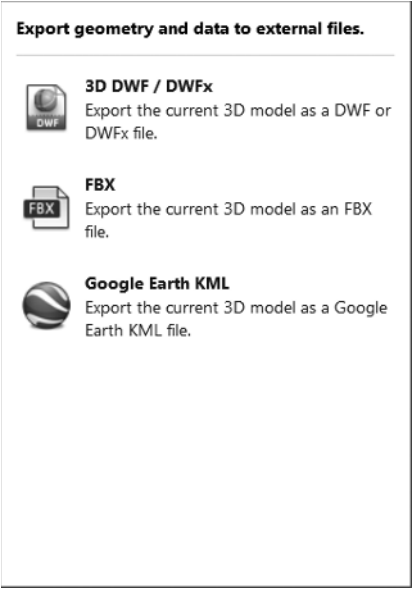 Export geometry and data to external files.
3D DWF / DWFx
Export the current 3D model as a DWF or
DWFx file.
DWF
FBX
Export the current 3D model as an FBX
file.
FBX
Google Earth KML
Export the current 3D model as a Google
Earth KML file.